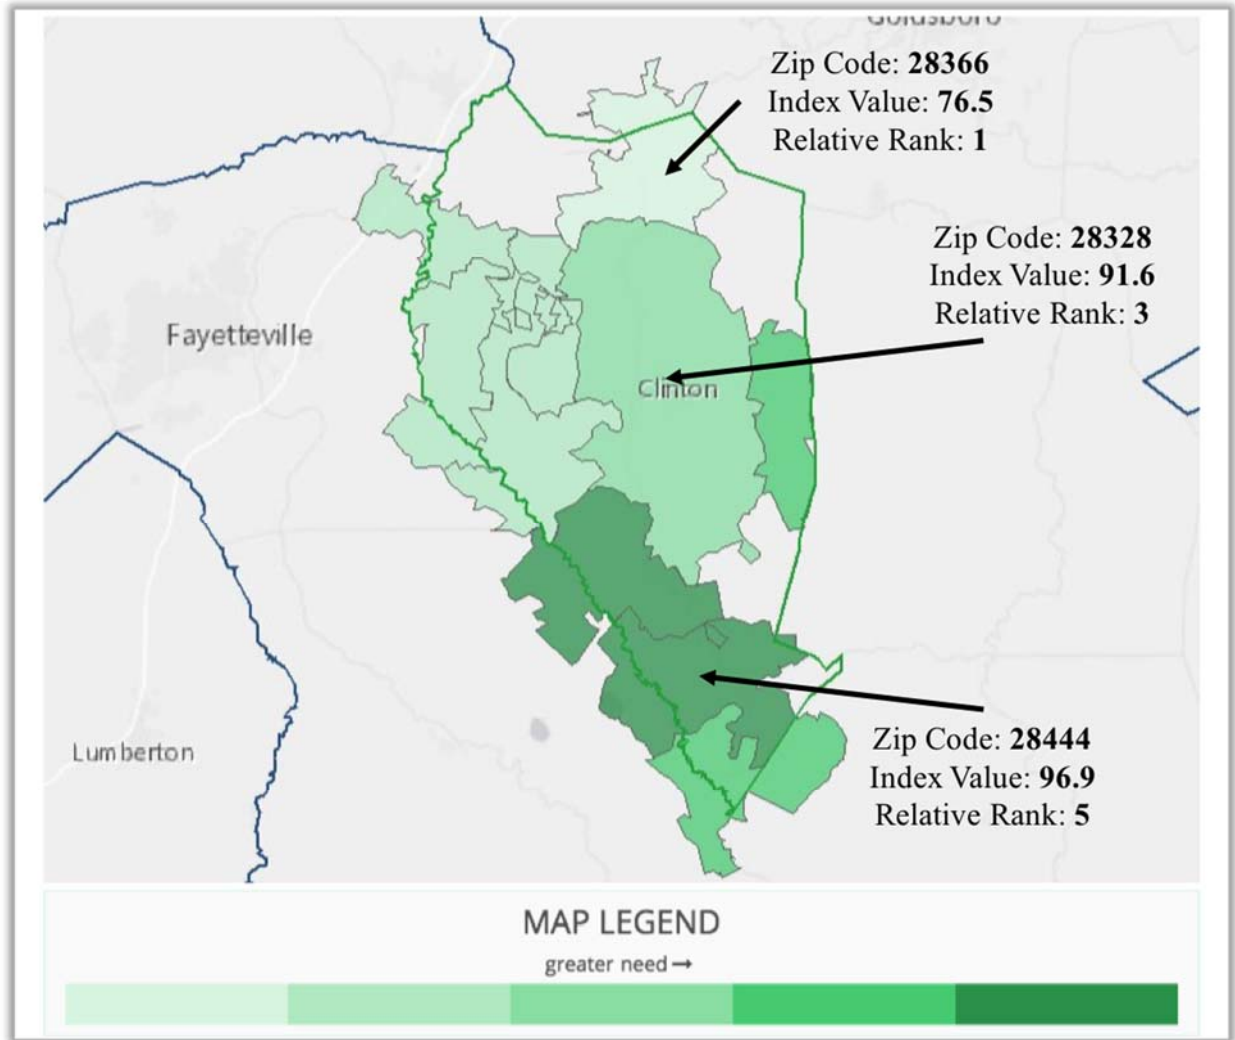 Goldsboro
Zip Code: 28366
Index Value: 76.5
Relative Rank: 1
Zip Code: 28328
Index Value: 91.6
Relative Rank: 3
Fayetteville
Clinton
Zip Code: 28444
Index Value: 96.9
Relative Rank: 5
Lumberton
MAP LEGEND
greater need →